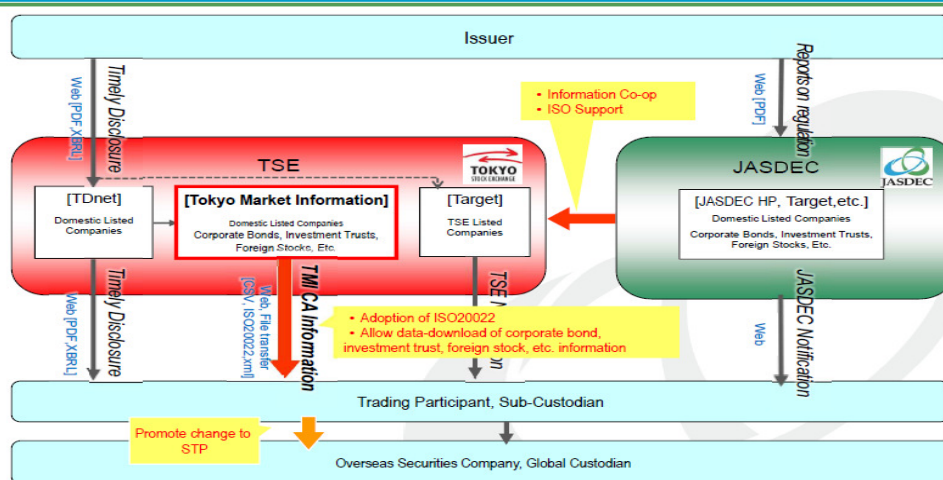 Issuer
Timely Disclosure
Web [PDF,XBRL]
• Information Co-op
• ISO Support
Reports on regulation
Web [PDF]
TSE
TOKYO
STOCK EXCHANGE
JASDEC
JASDEC
[TDnet]
Domestic Listed
Companies
[Tokyo Market Information]
Domestic Listed Companies
Corporate Bonds, Investment Trusts,
Foreign Stocks, Etc.
[Target]
TSE Listed
Companies
[JASDEC HP, Target,etc.]
Domestic Listed Companies
Corporate Bonds, Investment Trusts,
Foreign Stocks, Etc.
Timely Disclosure
Web [PDF,XBRL]
TMI CA Information
Web, File transfer
[CSV, ISO20022,xml]
• Adoption of ISO20022
• Allow data-download of corporate bond,
investment trust, foreign stock, etc. information
TSE
JASDEC Notification
Web
Trading Participant, Sub-Custodian
Promote change to
STP
Overseas Securities Company, Global Custodian